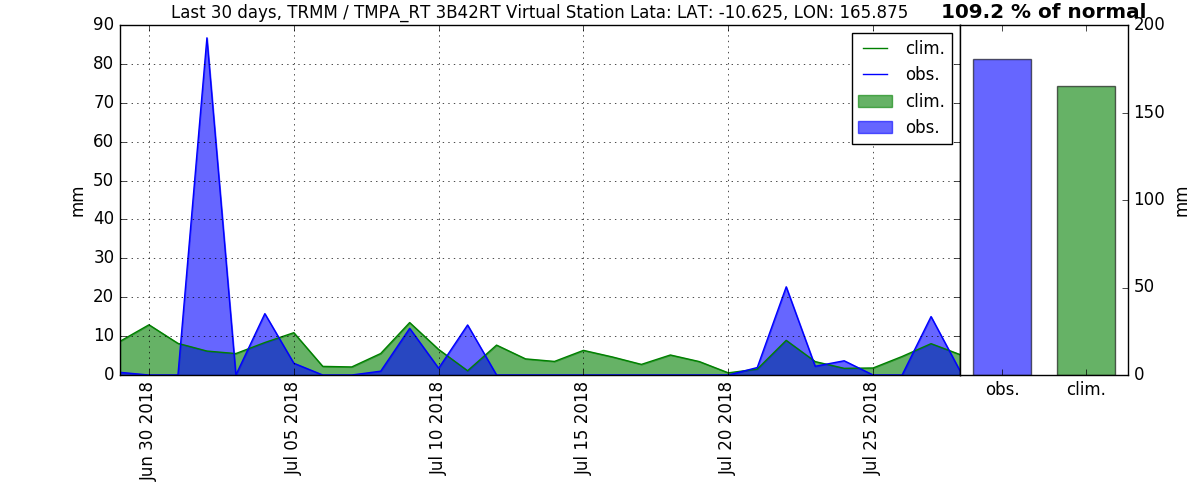 Last 30 days, TRMM / TMPA_RT 3B42RT Virtual Station Lata: LAT: -10.625, LON: 165.875
109.2 % of normal
90
80
70
60
50
40
30
20
10
0
mm
clim.
obs.
clim.
obs.
Jun 30 2018
Jul 05 2018
Jul 10 2018
Jul 15 2018
Jul 20 2018
Jul 25 2018
200
150
100
50
0
mm
obs.
clim.